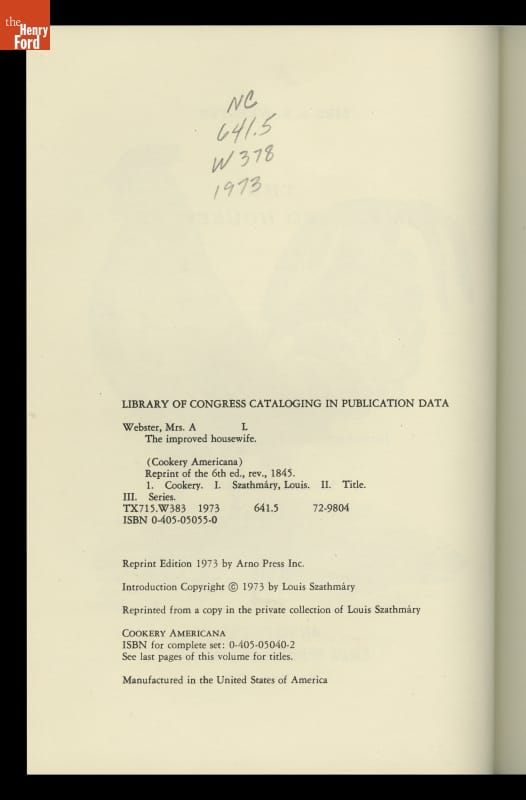 the
Henry
Ford
NC
641.5
W 378
1973
LIBRARY OF CONGRESS CATALOGING IN PUBLICATION DATA
Webster, Mrs. A L
The improved housewife.
(Cookery Americana)
Reprint of the 6th ed., rev., 1845.
1. Cookery. I. Szathmáry, Louis. II. Title.
III. Series.
TX715.W383 1973 641.5 72-9804
ISBN 0-405-05055-0
Reprint Edition 1973 by Arno Press Inc.
Introduction Copyright © 1973 by Louis Szathmáry
Reprinted from a copy in the private collection of Louis Szathmáry
COOKERY AMERICANA
ISBN for complete set: 0-405-05040-2
See last pages of this volume for titles.
Manufactured in the United States of America